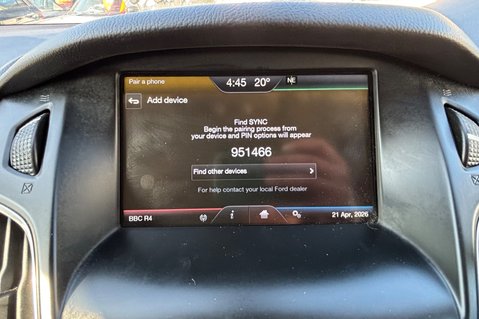 Pair a phone 4:45 20° NE
Add device
Find SYNC
Begin the pairing process from
your device and PIN options will appear
951466
Find other devices
For help contact your local Ford dealer
BBC R4 21 Apr, 2026